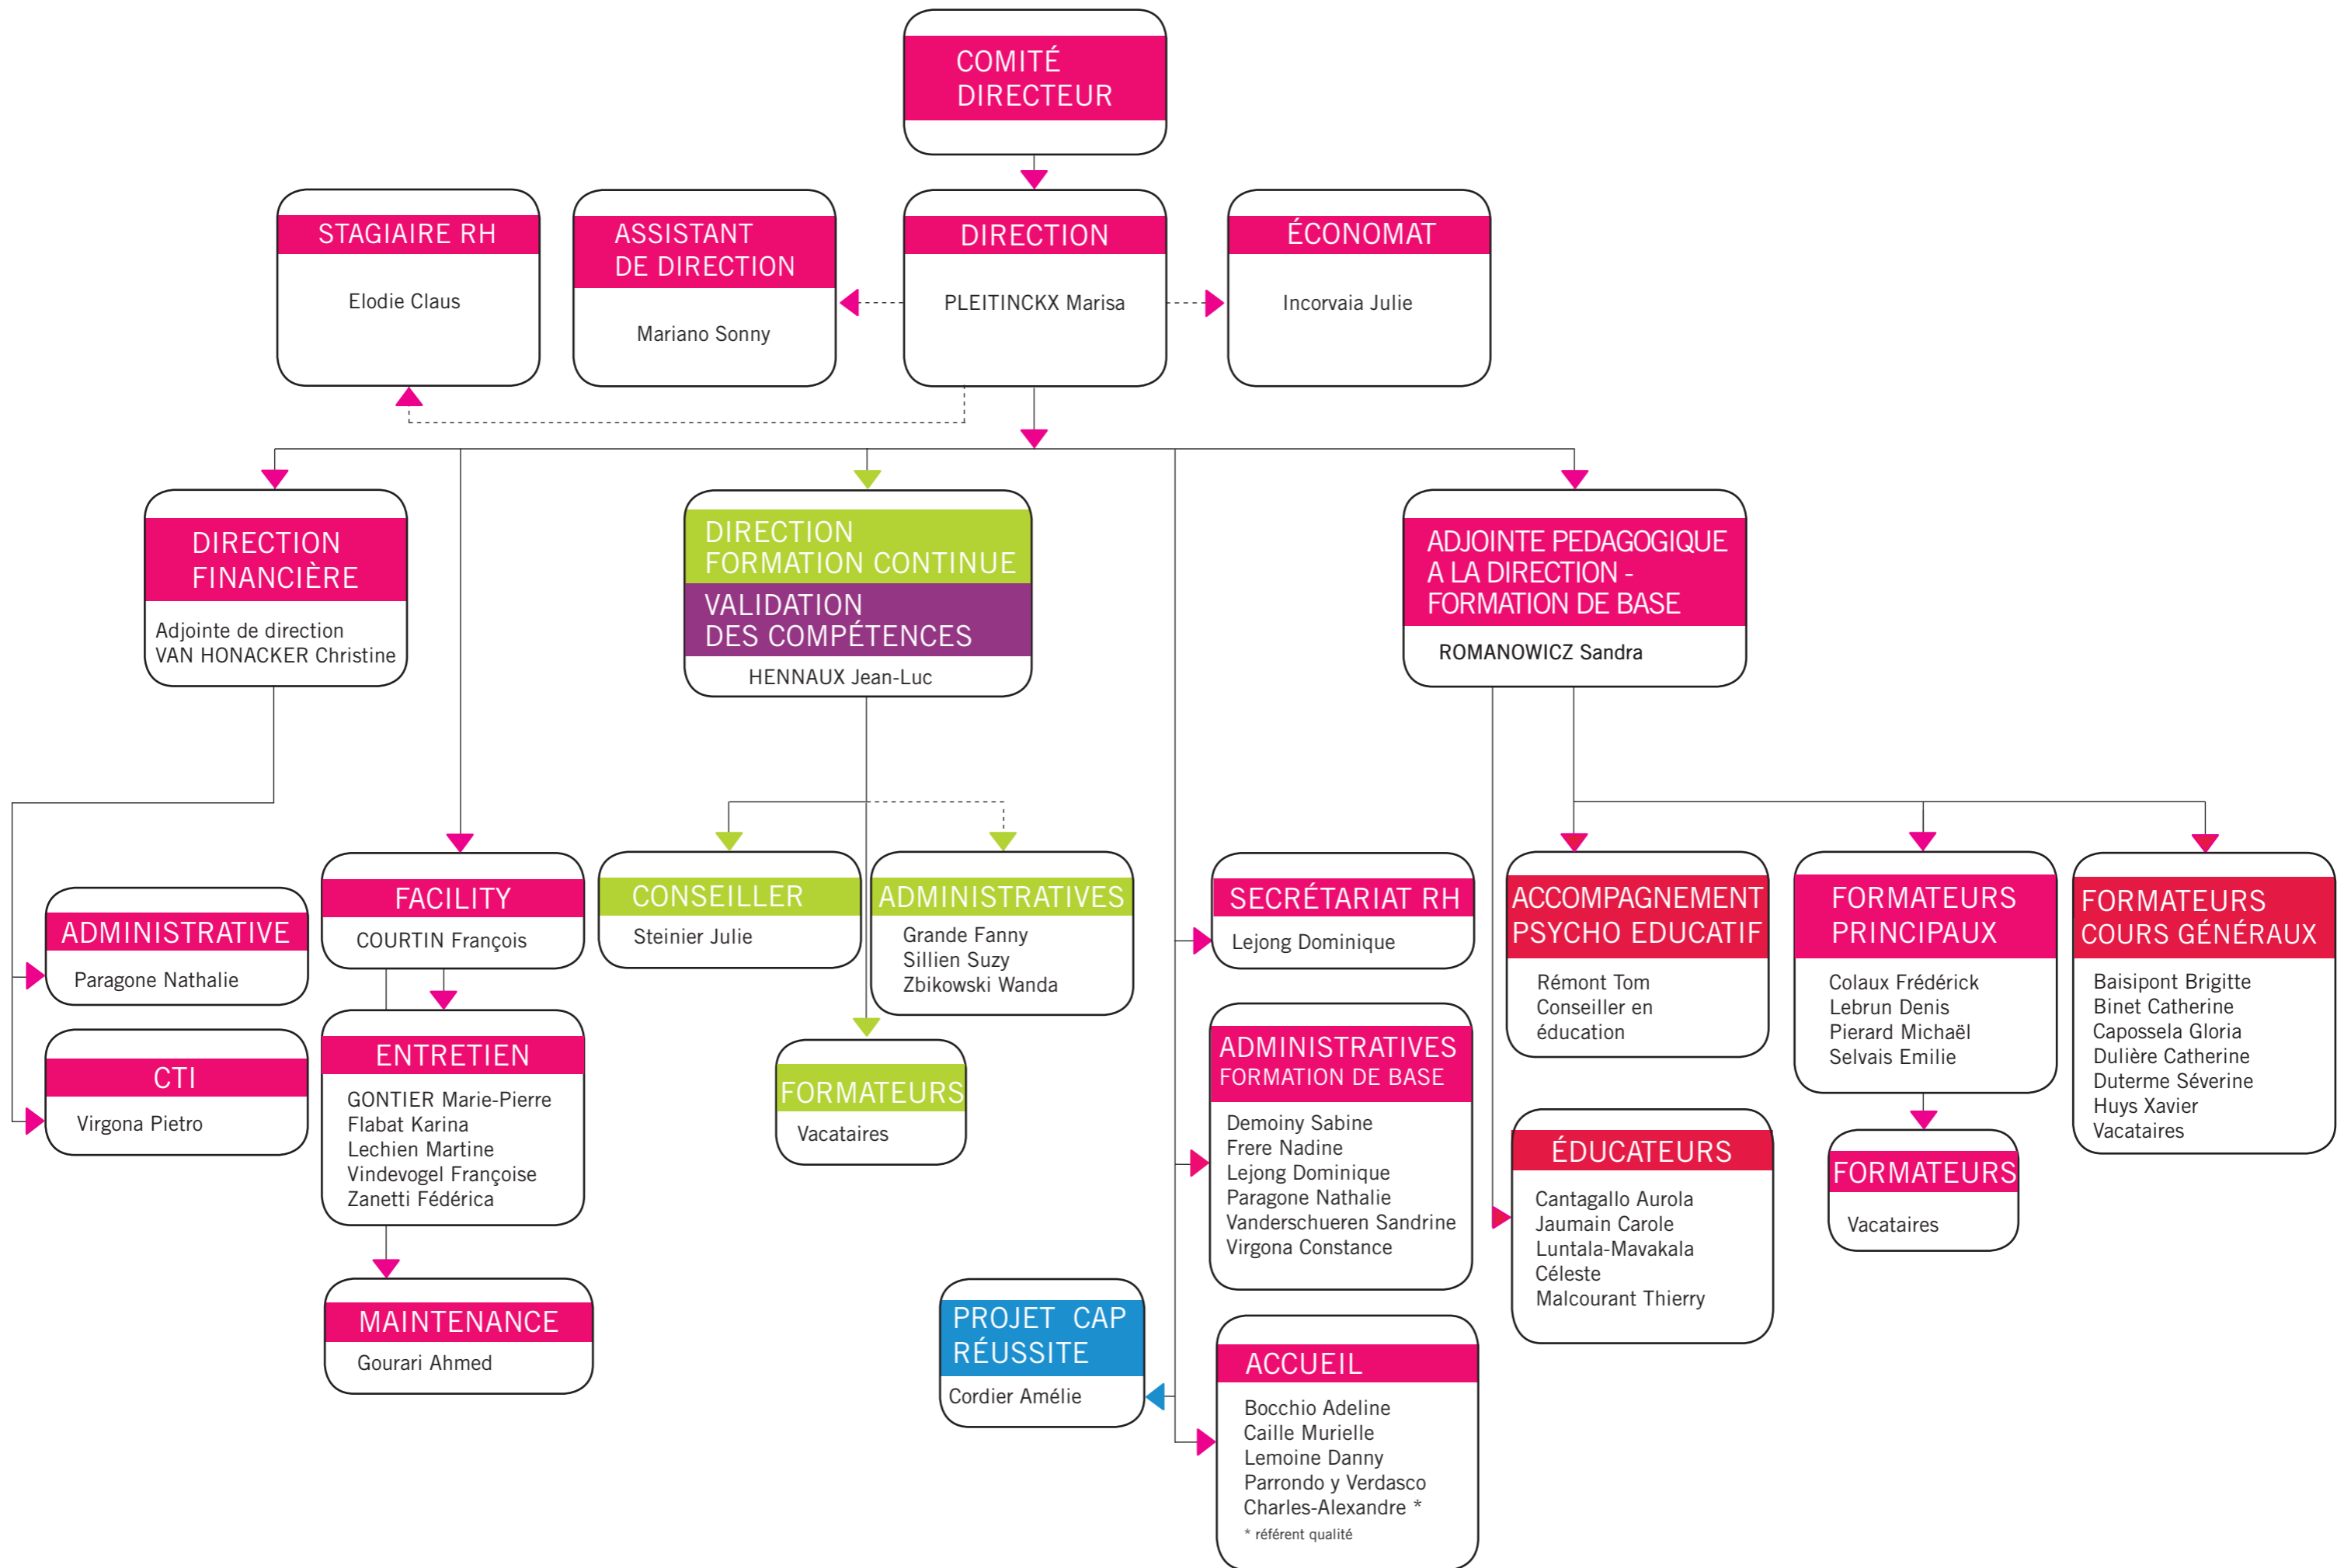 COMITÉ
DIRECTEUR
STAGIAIRE RH
Elodie Claus
ASSISTANT
DE DIRECTION
Mariano Sonny
DIRECTION
PLEITINCKX Marisa
ÉCONOMAT
Incorvaia Julie
DIRECTION
FINANCIÈRE
Adjointe de direction
VAN HONACKER Christine
DIRECTION
FORMATION CONTINUE
VALIDATION
DES COMPÉTENCES
HENNAUX Jean-Luc
ADJOINTE PEDAGOGIQUE
A LA DIRECTION -
FORMATION DE BASE
ROMANOWICZ Sandra
ADMINISTRATIVE
Paragone Nathalie
CTI
Virgona Pietro
FACILITY
COURTIN François
ENTRETIEN
GONTIER Marie-Pierre
Flabat Karina
Lechien Martine
Vindevogel Françoise
Zanetti Fédérica
MAINTENANCE
Gourari Ahmed
CONSEILLER
Steinier Julie
ADMINISTRATIVES
Grande Fanny
Sillien Suzy
Zbikowski Wanda
FORMATEURS
Vacataires
SECRÉTARIAT RH
Lejong Dominique
ADMINISTRATIVES
FORMATION DE BASE
Demoiny Sabine
Frere Nadine
Lejong Dominique
Paragone Nathalie
Vanderschueren Sandrine
Virgona Constance
PROJET CAP
RÉUSSITE
Cordier Amélie
ACCUEIL
Bocchio Adeline
Caille Murielle
Lemoine Danny
Parrondo y Verdasco
Charles-Alexandre *
* référent qualité
ACCOMPAGNEMENT
PSYCHO EDUCATIF
Rémont Tom
Conseiller en
éducation
ÉDUCATEURS
Cantagallo Aurola
Jaumain Carole
Luntala-Mavakala
Céleste
Malcourant Thierry
FORMATEURS
PRINCIPAUX
Colaux Frédérick
Lebrun Denis
Pierard Michaël
Selvais Emilie
FORMATEURS
Vacataires
FORMATEURS
COURS GÉNÉRAUX
Baisipont Brigitte
Binet Catherine
Capossela Gloria
Dulière Catherine
Duterme Séverine
Huys Xavier
Vacataires